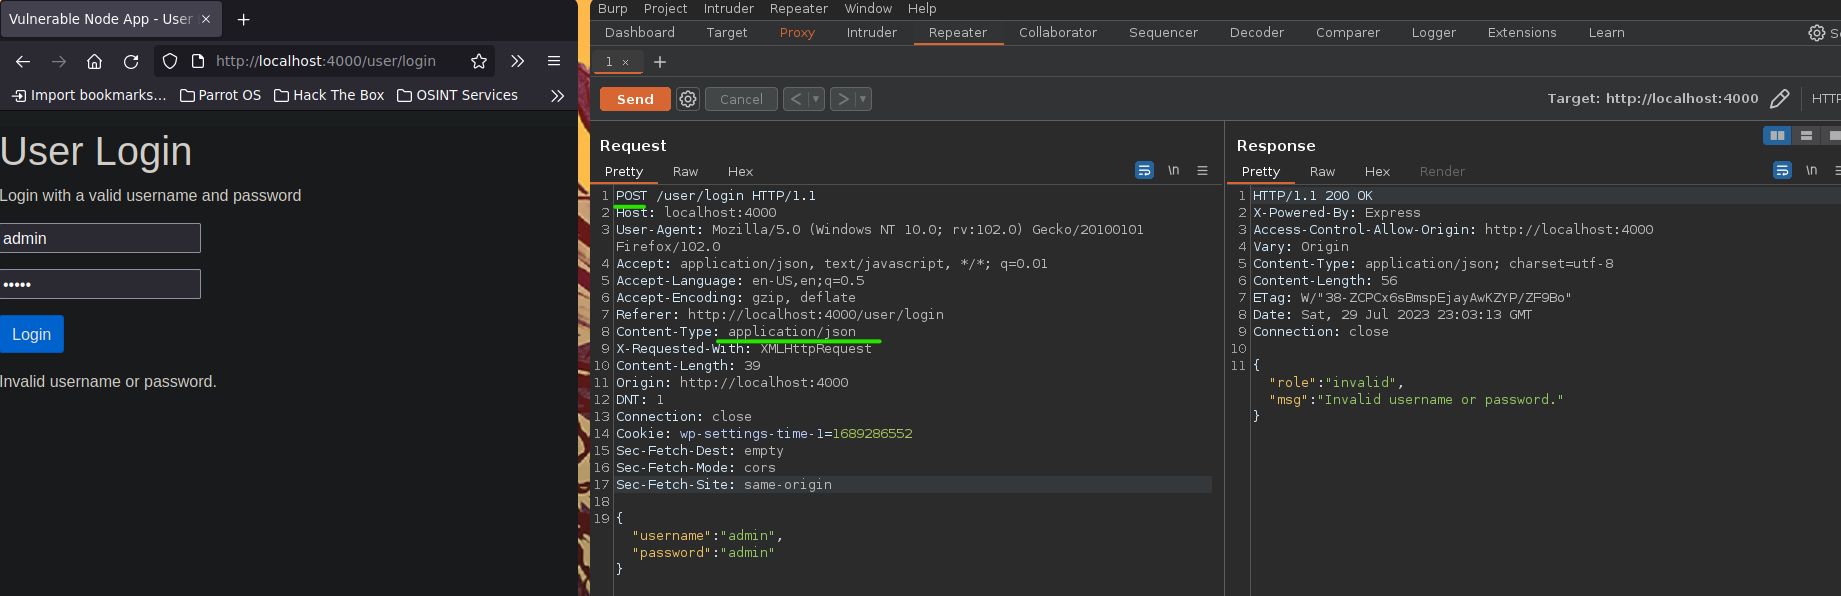 Vulnerable Node App - User
http://localhost:4000/user/login
Import bookmarks... Parrot OS Hack The Box OSINT Services
User Login
Login with a valid username and password
admin
•••••
Login
Invalid username or password.
Burp Project Intruder Repeater Window Help
Dashboard Target Proxy Intruder Repeater Collaborator Sequencer Decoder Comparer Logger Extensions Learn
1 × +
Send Cancel < > Target: http://localhost:4000
Request
Pretty Raw Hex \n
1 POST /user/login HTTP/1.1
2 Host: localhost:4000
3 User-Agent: Mozilla/5.0 (Windows NT 10.0; rv:102.0) Gecko/20100101
Firefox/102.0
4 Accept: application/json, text/javascript, */*; q=0.01
5 Accept-Language: en-US,en;q=0.5
6 Accept-Encoding: gzip, deflate
7 Referer: http://localhost:4000/user/login
8 Content-Type: application/json
9 X-Requested-With: XMLHttpRequest
10 Content-Length: 39
11 Origin: http://localhost:4000
12 DNT: 1
13 Connection: close
14 Cookie: wp-settings-time-1=1689286552
15 Sec-Fetch-Dest: empty
16 Sec-Fetch-Mode: cors
17 Sec-Fetch-Site: same-origin
18
19 {
"username":"admin",
"password":"admin"
}
Response
Pretty Raw Hex Render \n
1 HTTP/1.1 200 OK
2 X-Powered-By: Express
3 Access-Control-Allow-Origin: http://localhost:4000
4 Vary: Origin
5 Content-Type: application/json; charset=utf-8
6 Content-Length: 56
7 ETag: W/"38-ZCPCx6sBmspEjayAwKZYP/ZF9Bo"
8 Date: Sat, 29 Jul 2023 23:03:13 GMT
9 Connection: close
10
11 {
"role":"invalid",
"msg":"Invalid username or password."
}